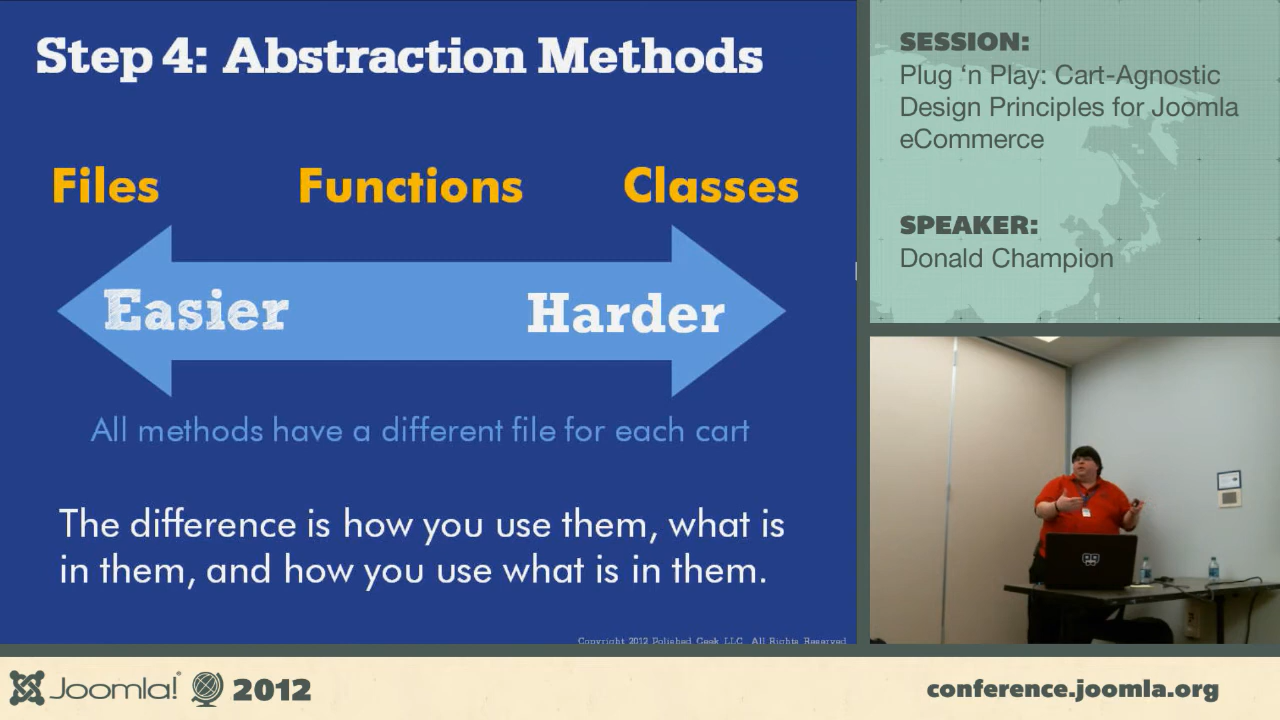 Step 4: Abstraction Methods
Files Functions Classes
Easier Harder
All methods have a different file for each cart
The difference is how you use them, what is
in them, and how you use what is in them.
Copyright 2012 Polished Geek LLC. All Rights Reserved
SESSION:
Plug ‘n Play: Cart-Agnostic
Design Principles for Joomla
eCommerce
SPEAKER:
Donald Champion
Joomla! 2012
conference.joomla.org